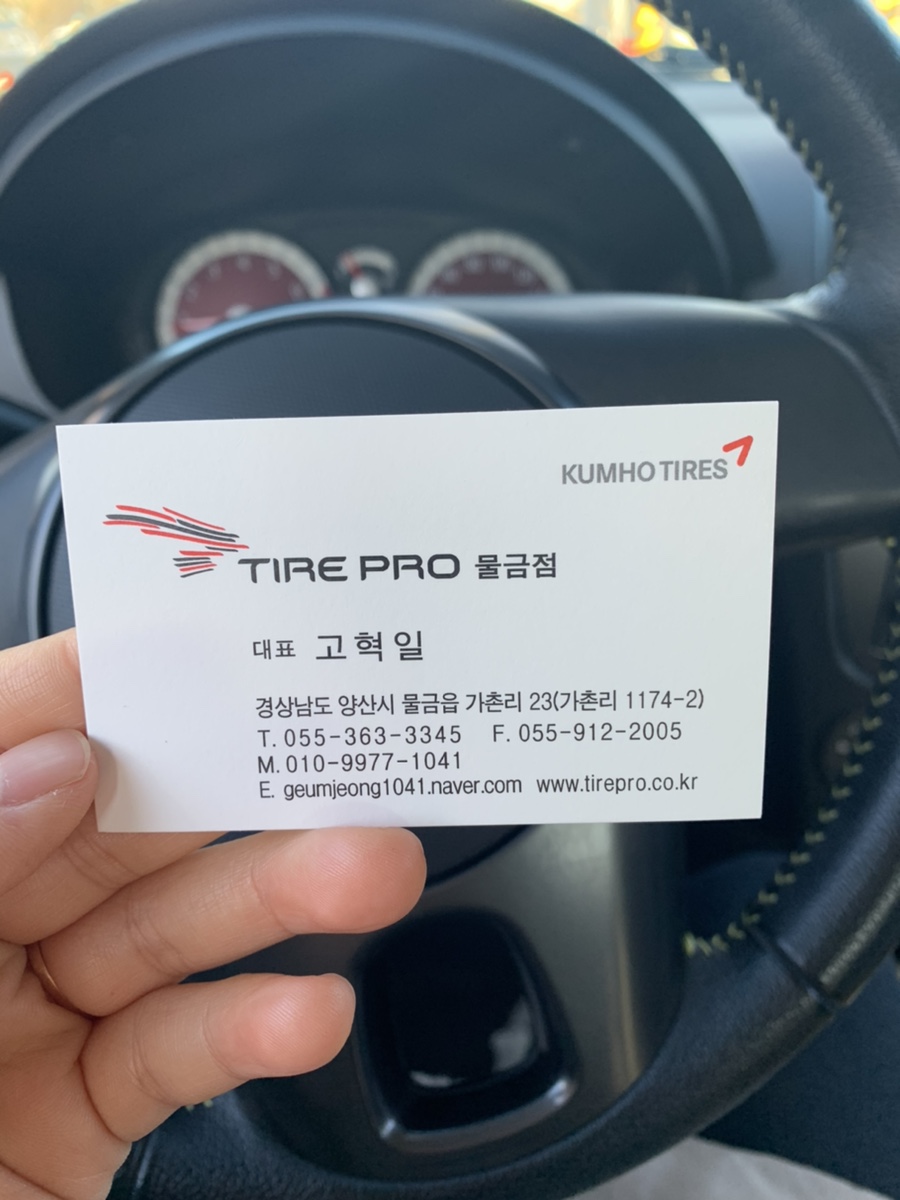 KUMHO TIRES
TIRE PRO 물금점
대표 고혁일
경상남도 양산시 물금읍 가촌리 23(가촌리 1174-2)
T. 055-363-3345 F. 055-912-2005
M. 010-9977-1041
E. geumjeong1041.naver.com www.tirepro.co.kr